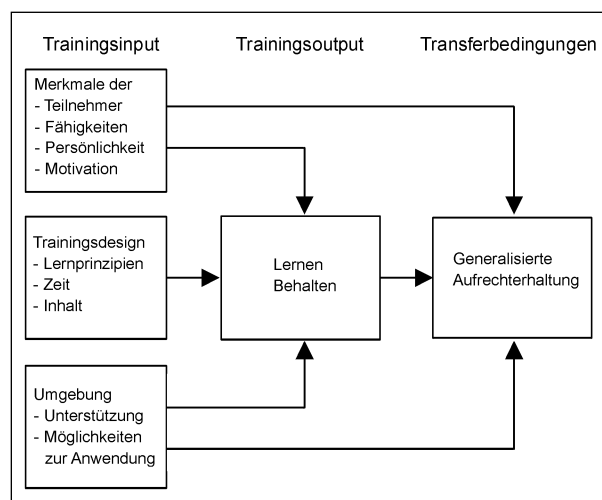 Trainingsinput
Trainingsoutput
Transferbedingungen
Merkmale der
- Teilnehmer
- Fähigkeiten
- Persönlichkeit
- Motivation
Trainingsdesign
- Lernprinzipien
- Zeit
- Inhalt
Lernen
Behalten
Generalisierte
Aufrechterhaltung
Umgebung
- Unterstützung
- Möglichkeiten
zur Anwendung